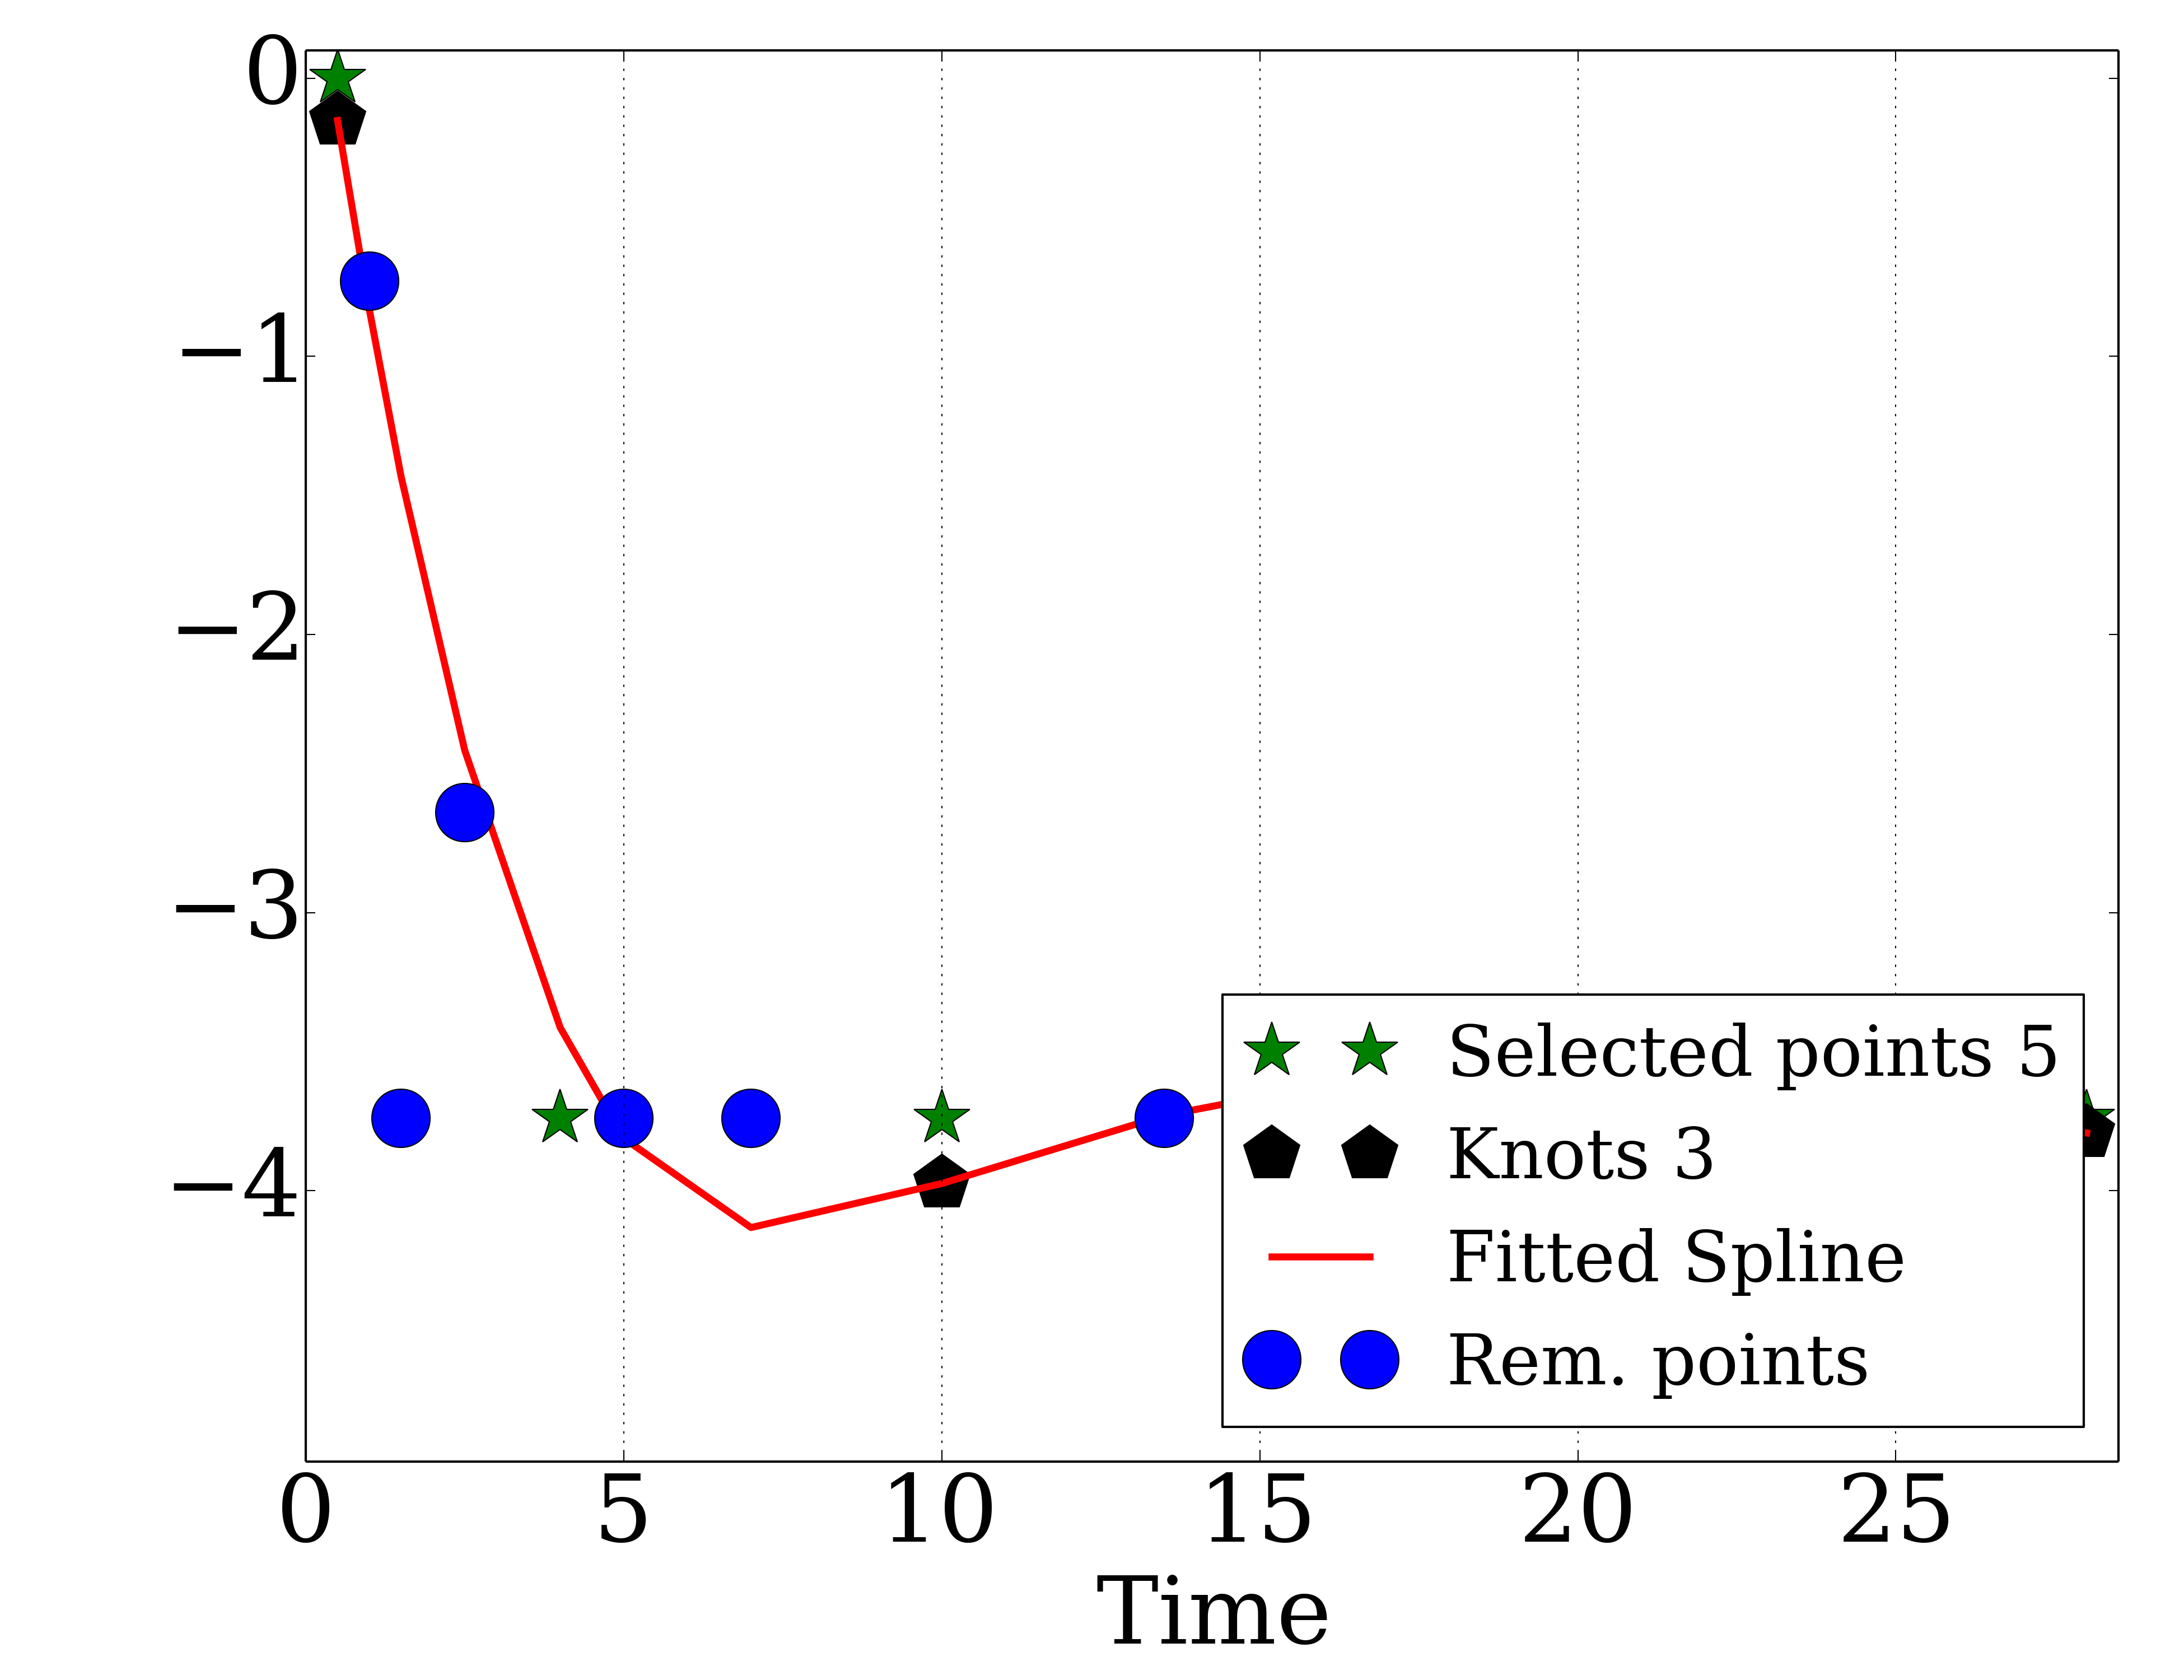 0
−1
−2
−3
−4
Selected points 5
Knots 3
Fitted Spline
Rem. points
0 5 10 15 20 25
Time